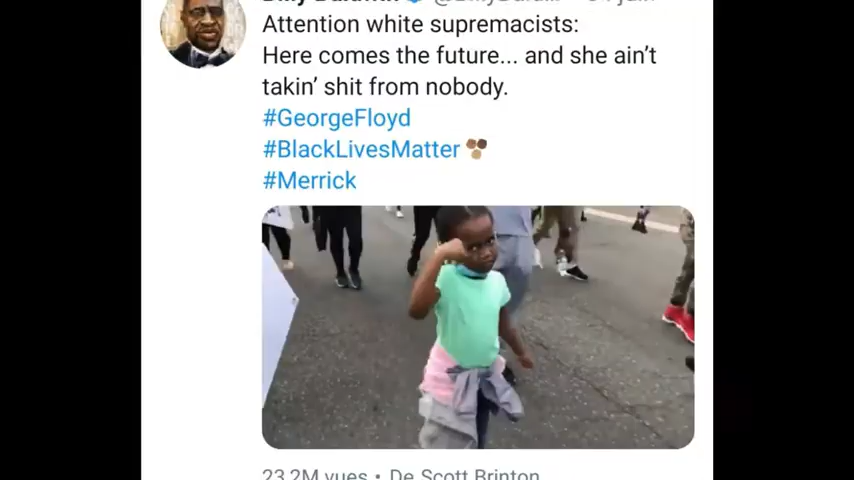 Attention white supremacists:
Here comes the future... and she ain't
takin' shit from nobody.
#GeorgeFloyd
#BlackLivesMatter
#Merrick
23.2M vues • De Scott Brinton